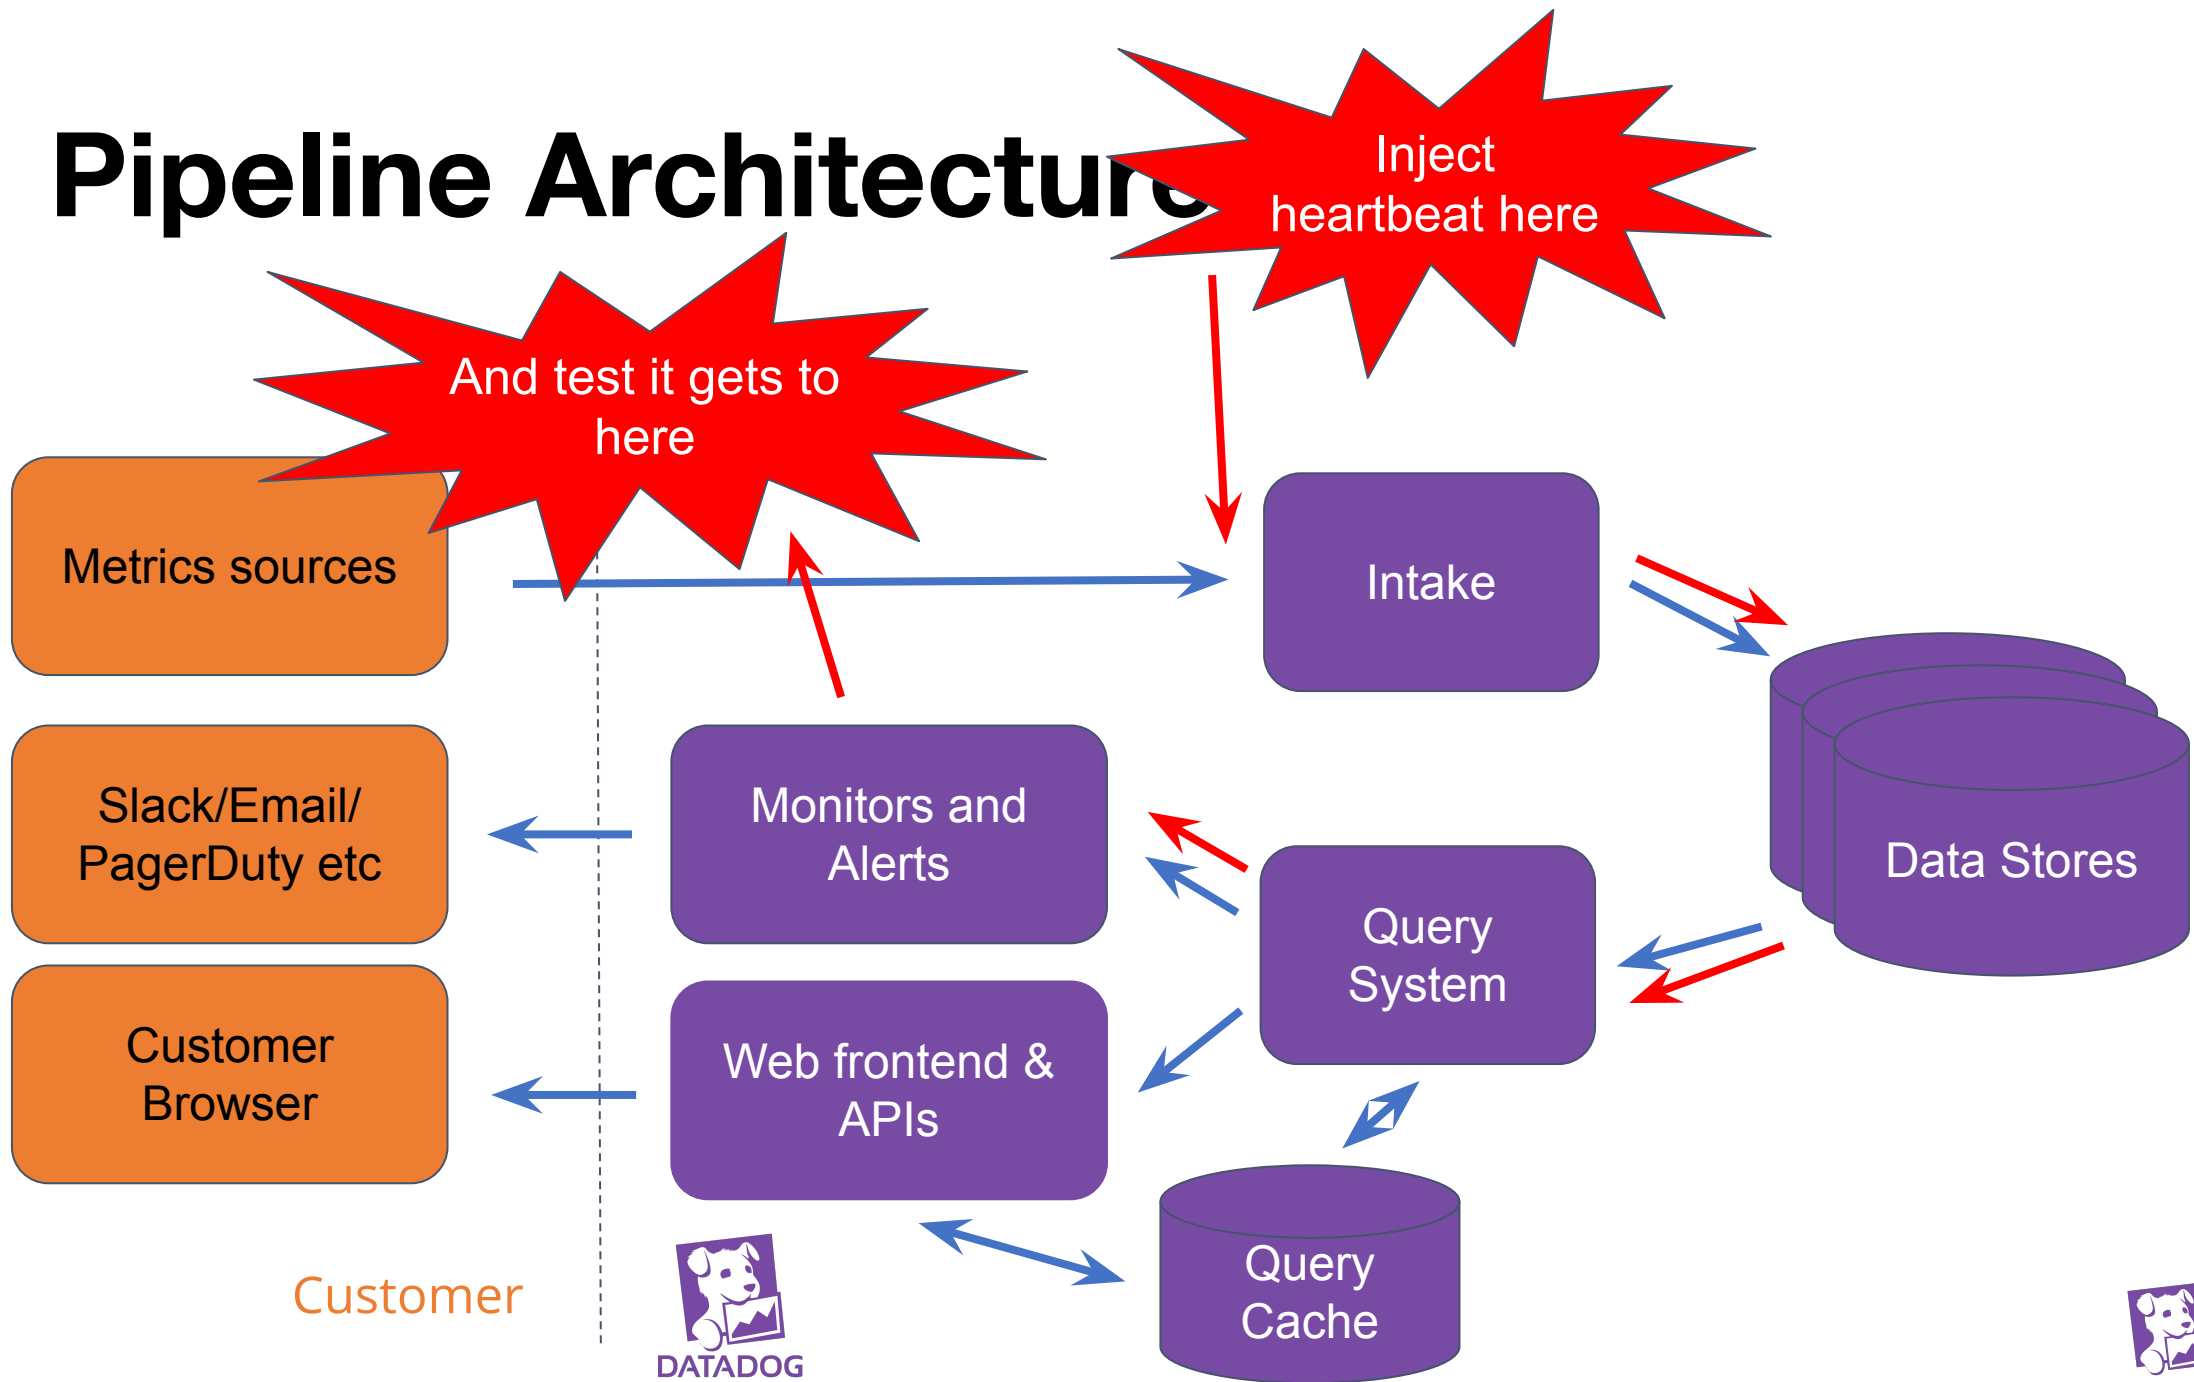 Pipeline Architecture
Inject
heartbeat here
And test it gets to
here
Metrics sources
Intake
Slack/Email/
PagerDuty etc
Monitors and
Alerts
Data Stores
Query
System
Customer
Browser
Web frontend &
APIs
Query
Cache
Customer
DATADOG